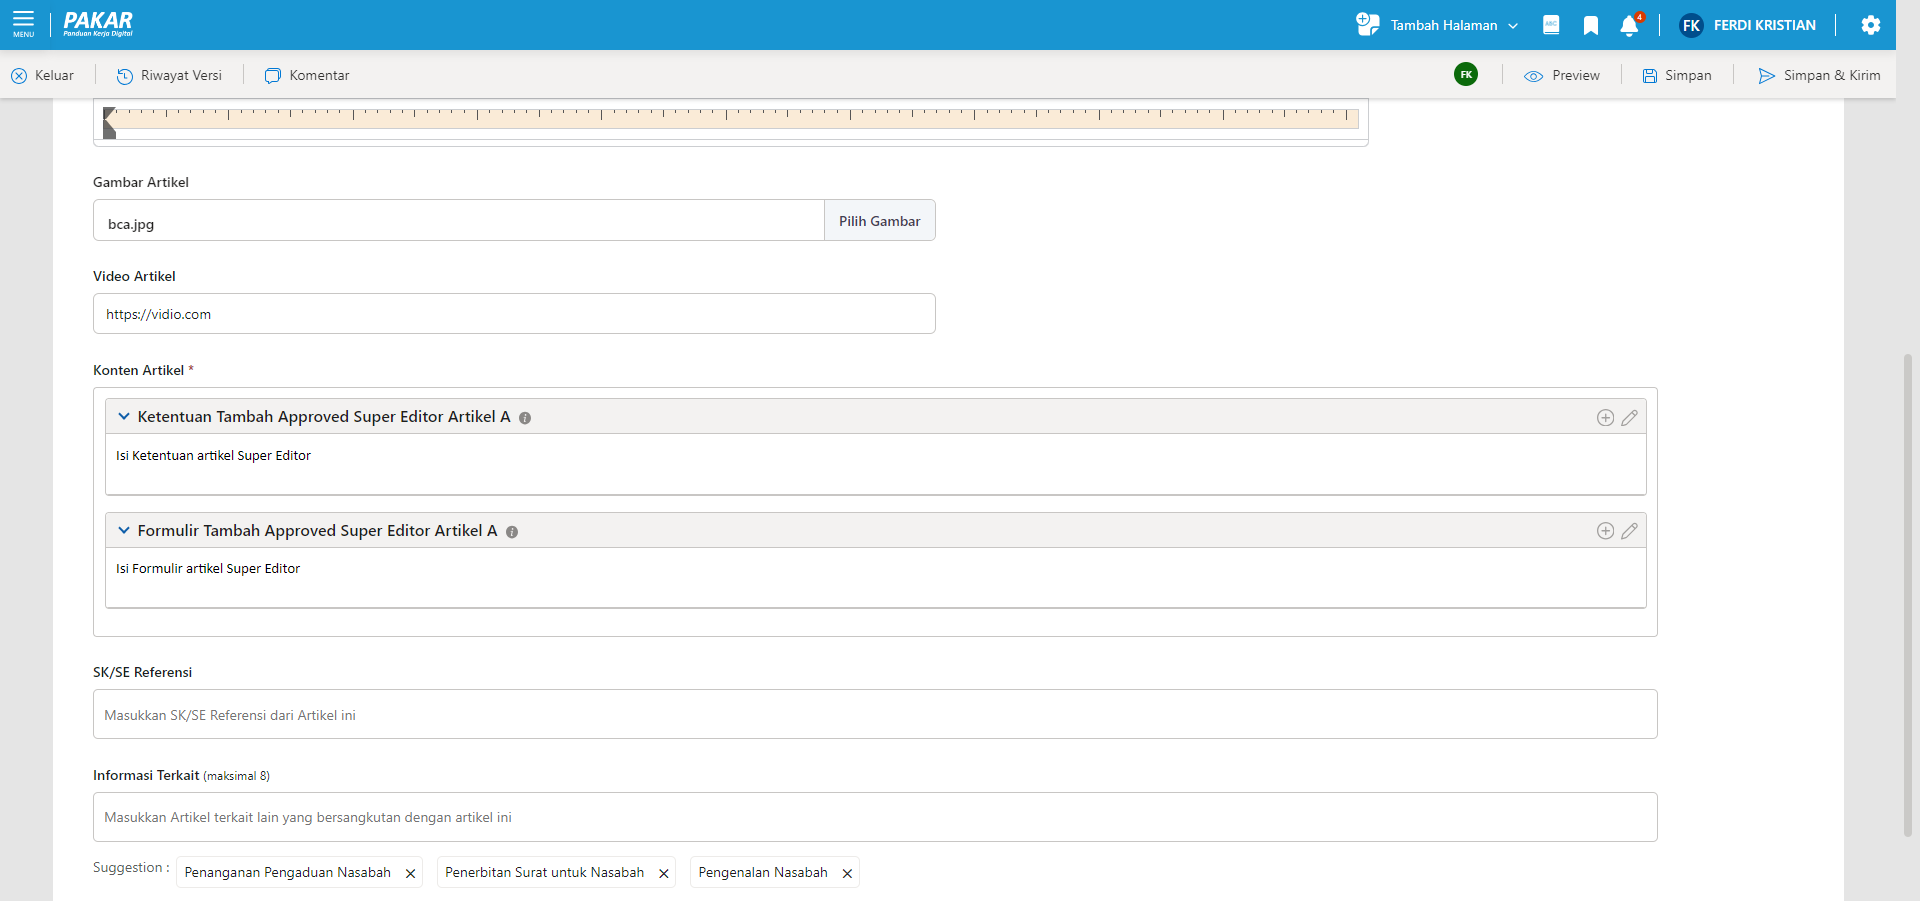 MENU
PAKAR
Panduan Kerja Digital
Tambah Halaman
ABC
4
FK
FERDI KRISTIAN
Keluar
Riwayat Versi
Komentar
FK
Preview
Simpan
Simpan & Kirim
Gambar Artikel
bca.jpg
Pilih Gambar
Video Artikel
https://vidio.com
Konten Artikel *
Ketentuan Tambah Approved Super Editor Artikel A
Isi Ketentuan artikel Super Editor
Formulir Tambah Approved Super Editor Artikel A
Isi Formulir artikel Super Editor
SK/SE Referensi
Masukkan SK/SE Referensi dari Artikel ini
Informasi Terkait (maksimal 8)
Masukkan Artikel terkait lain yang bersangkutan dengan artikel ini
Suggestion : Penanganan Pengaduan Nasabah Penerbitan Surat untuk Nasabah Pengenalan Nasabah